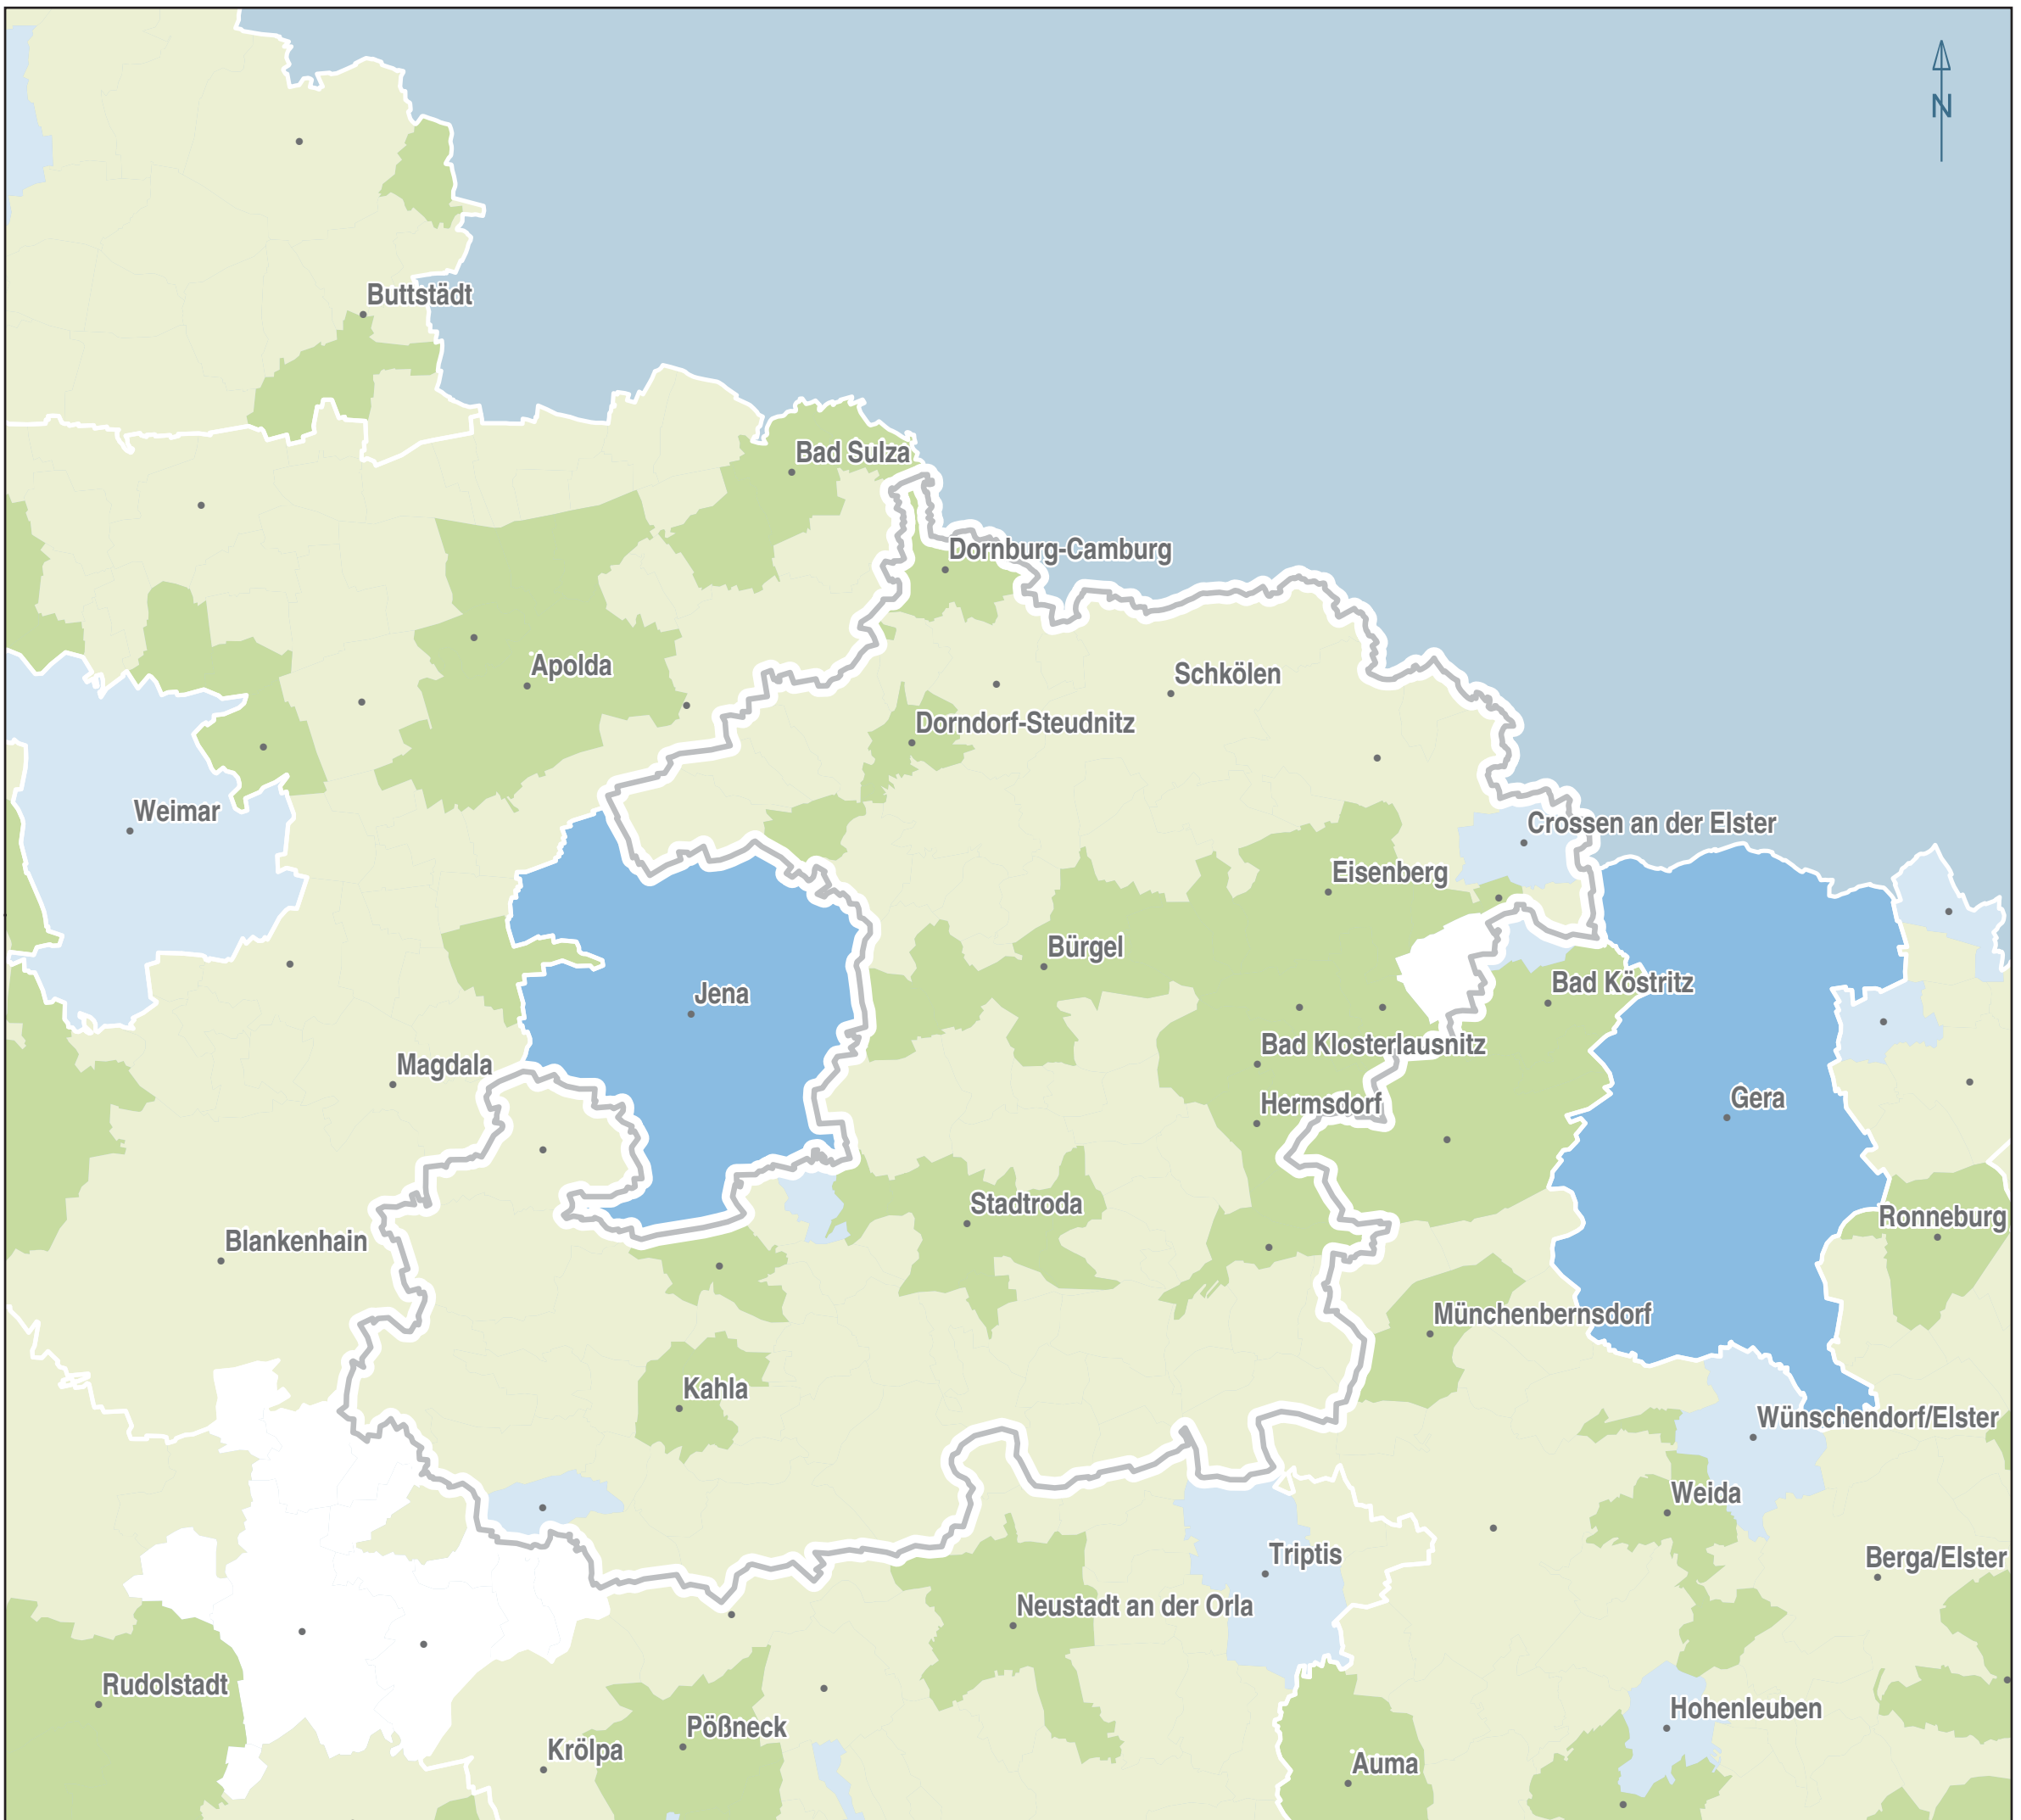 N
Buttstädt
Bad Sulza
Dornburg-Camburg
Apolda
Schkölen
Dorndorf-Steudnitz
Weimar
Crossen an der Elster
Eisenberg
Bürgel
Bad Köstritz
Jena
Bad Klosterlausnitz
Magdala
Gera
Hermsdorf
Stadtroda
Ronneburg
Blankenhain
Münchenbernsdorf
Kahla
Wünschendorf/Elster
Weida
Triptis
Berga/Elster
Neustadt an der Orla
Rudolstadt
Hohenleuben
Pößneck
Krölpa
Auma